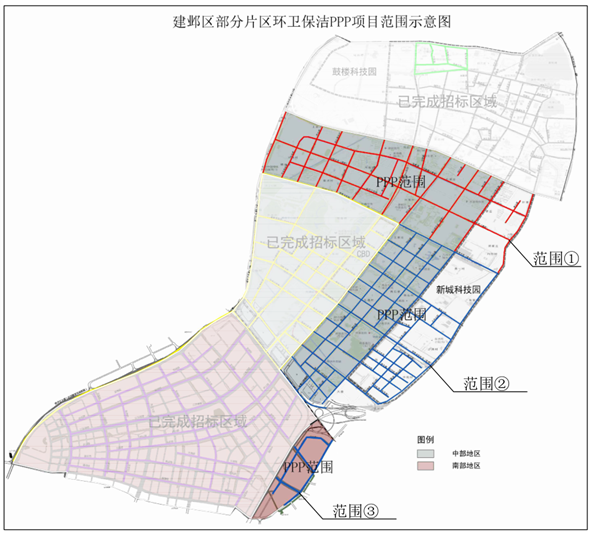 建邺区部分片区环卫保洁PPP项目范围示意图
鼓楼科技园
已完成招标区域
PPP范围
已完成招标区域
CBD
范围①
新城科技园
PPP范围
范围②
已完成招标区域
图例
中部地区
南部地区
PPP范围
范围③